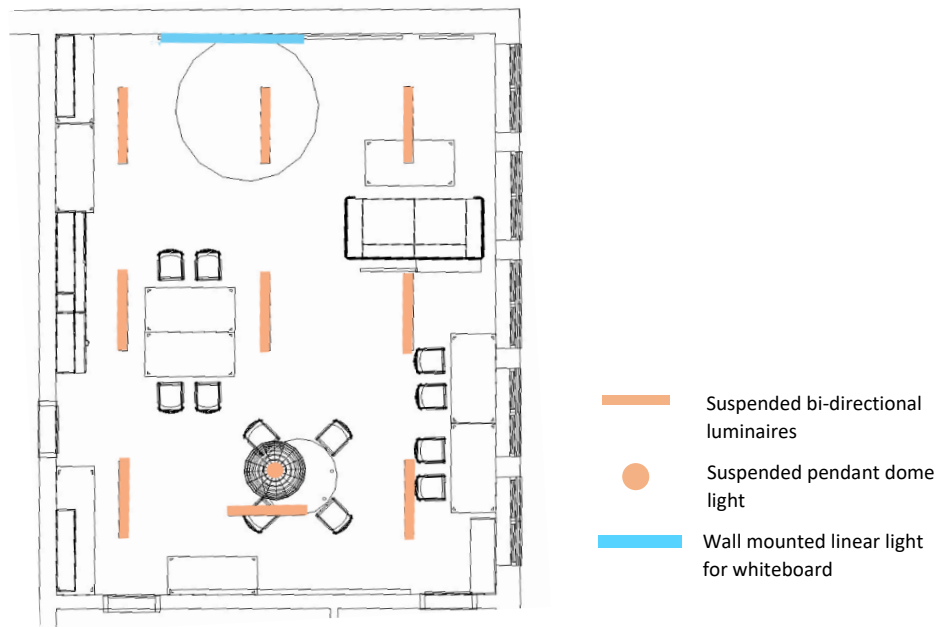 Suspended bi-directional
luminaires
Suspended pendant dome
light
Wall mounted linear light
for whiteboard